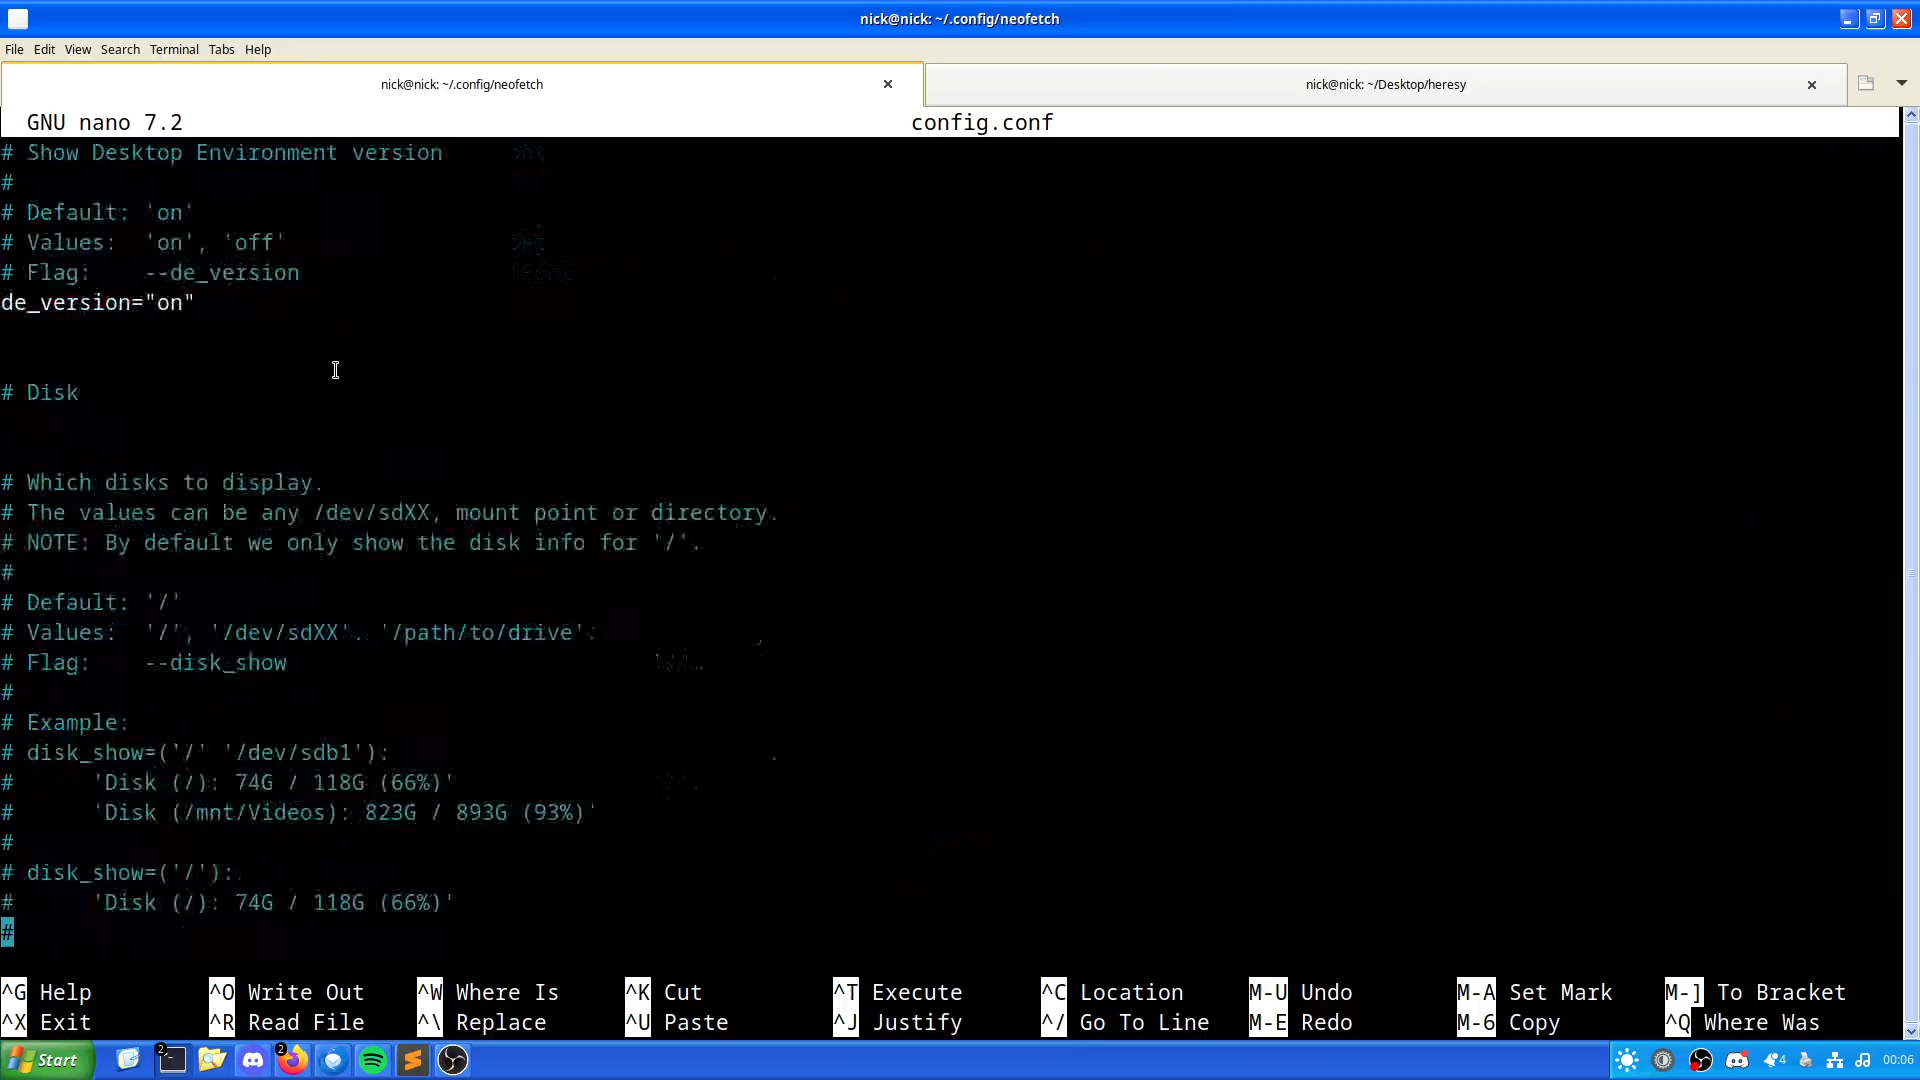 nick@nick: ~/.config/neofetch
File Edit View Search Terminal Tabs Help
nick@nick: ~/.config/neofetch
nick@nick: ~/Desktop/heresy
GNU nano 7.2 config.conf
# Show Desktop Environment version
#
# Default: 'on'
# Values: 'on', 'off'
# Flag: --de_version
de_version="on"
# Disk
# Which disks to display.
# The values can be any /dev/sdXX, mount point or directory.
# NOTE: By default we only show the disk info for '/'.
#
# Default: '/'
# Values: '/', '/dev/sdXX'. '/path/to/drive'.
# Flag: --disk_show
#
# Example:
# disk_show=('/' '/dev/sdb1'):
# 'Disk (/): 74G / 118G (66%)'
# 'Disk (/mnt/Videos): 823G / 893G (93%)'
#
# disk_show=('/'):
# 'Disk (/): 74G / 118G (66%)'
#
^G Help ^O Write Out ^W Where Is ^K Cut ^T Execute ^C Location M-U Undo M-A Set Mark M-] To Bracket
^X Exit ^R Read File ^\ Replace ^U Paste ^J Justify ^/ Go To Line M-E Redo M-6 Copy ^Q Where Was
Start 2 2 4 00:06